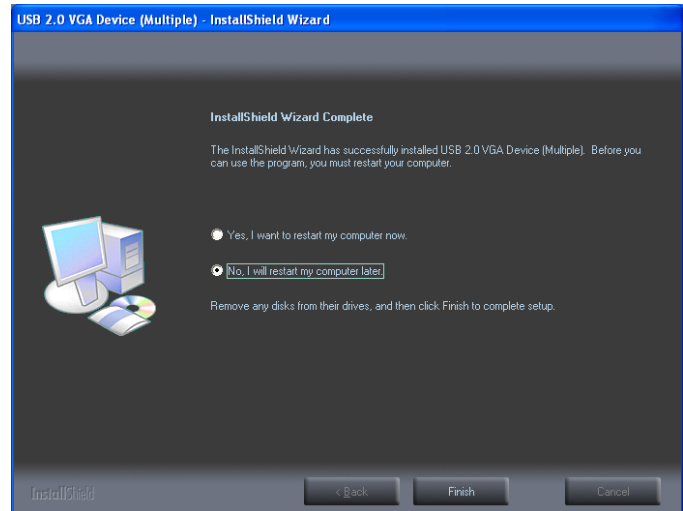 USB 2.0 VGA Device (Multiple) - InstallShield Wizard
InstallShield Wizard Complete
The InstallShield Wizard has successfully installed USB 2.0 VGA Device (Multiple). Before you
can use the program, you must restart your computer.
Yes, I want to restart my computer now.
No, I will restart my computer later.
Remove any disks from their drives, and then click Finish to complete setup.
InstallShield
< Back
Finish
Cancel